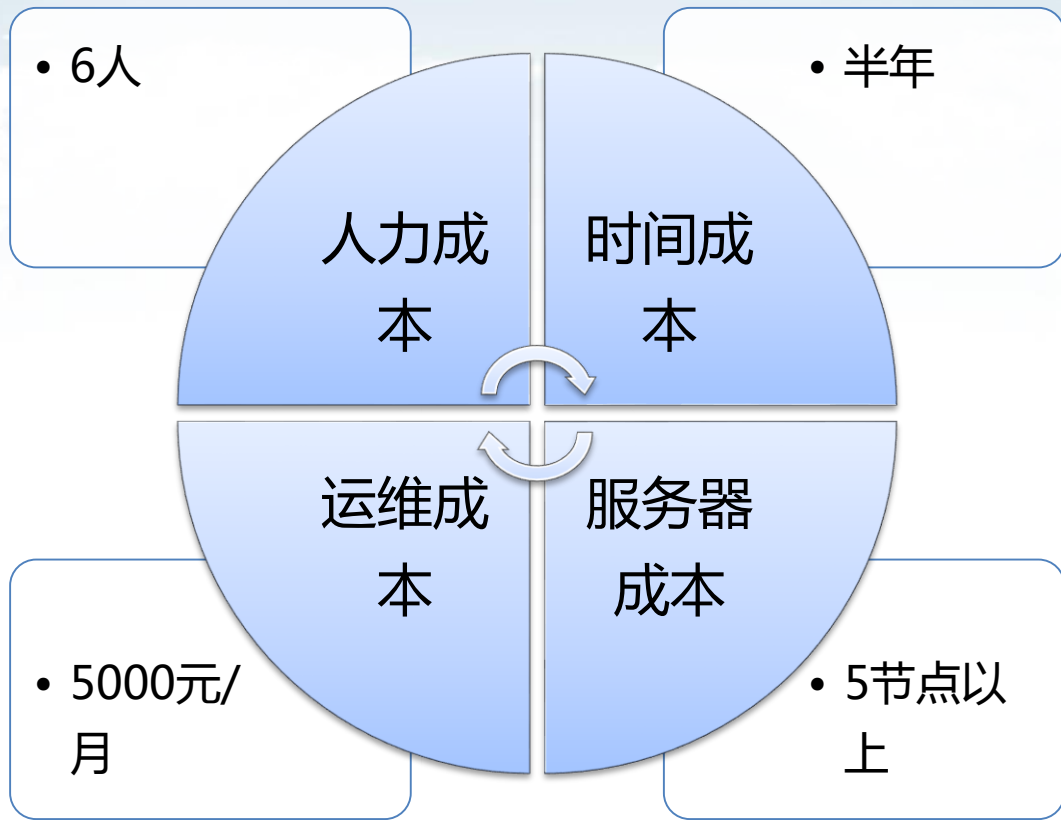 • 6人
• 半年
人力成
本
时间成
本
运维成
本
服务器
成本
• 5000元/
月
• 5节点以
上